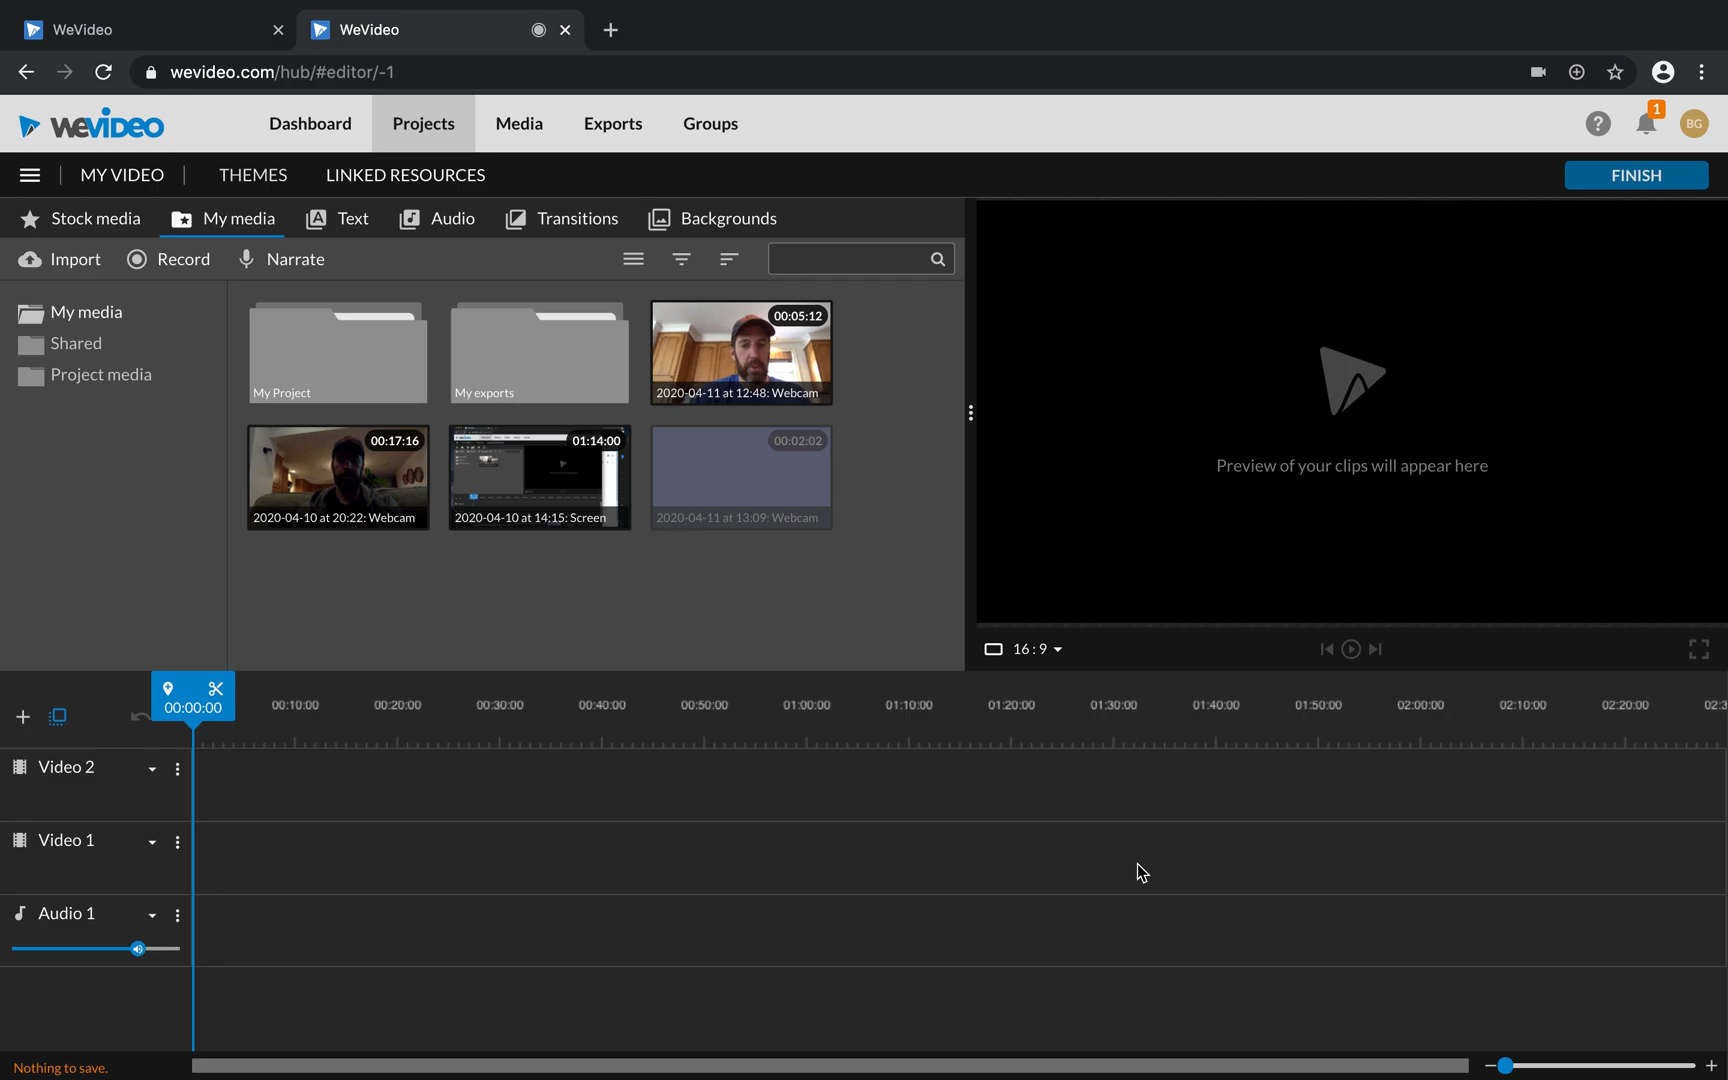 WeVideo
WeVideo
wevideo.com/hub/#editor/-1
WEVIDEO
Dashboard
Projects
Media
Exports
Groups
1
BG
MY VIDEO
THEMES
LINKED RESOURCES
FINISH
Stock media
My media
Text
Audio
Transitions
Backgrounds
Import
Record
Narrate
My media
Shared
Project media
My Project
My exports
00:05:12
2020-04-11 at 12:48: Webcam
00:17:16
2020-04-10 at 20:22: Webcam
01:14:00
2020-04-10 at 14:15: Screen
00:02:02
2020-04-11 at 13:09: Webcam
Preview of your clips will appear here
16:9
00:00:00
00:10:00
00:20:00
00:30:00
00:40:00
00:50:00
01:00:00
01:10:00
01:20:00
01:30:00
01:40:00
01:50:00
02:00:00
02:10:00
02:20:00
Video 2
Video 1
Audio 1
Nothing to save.